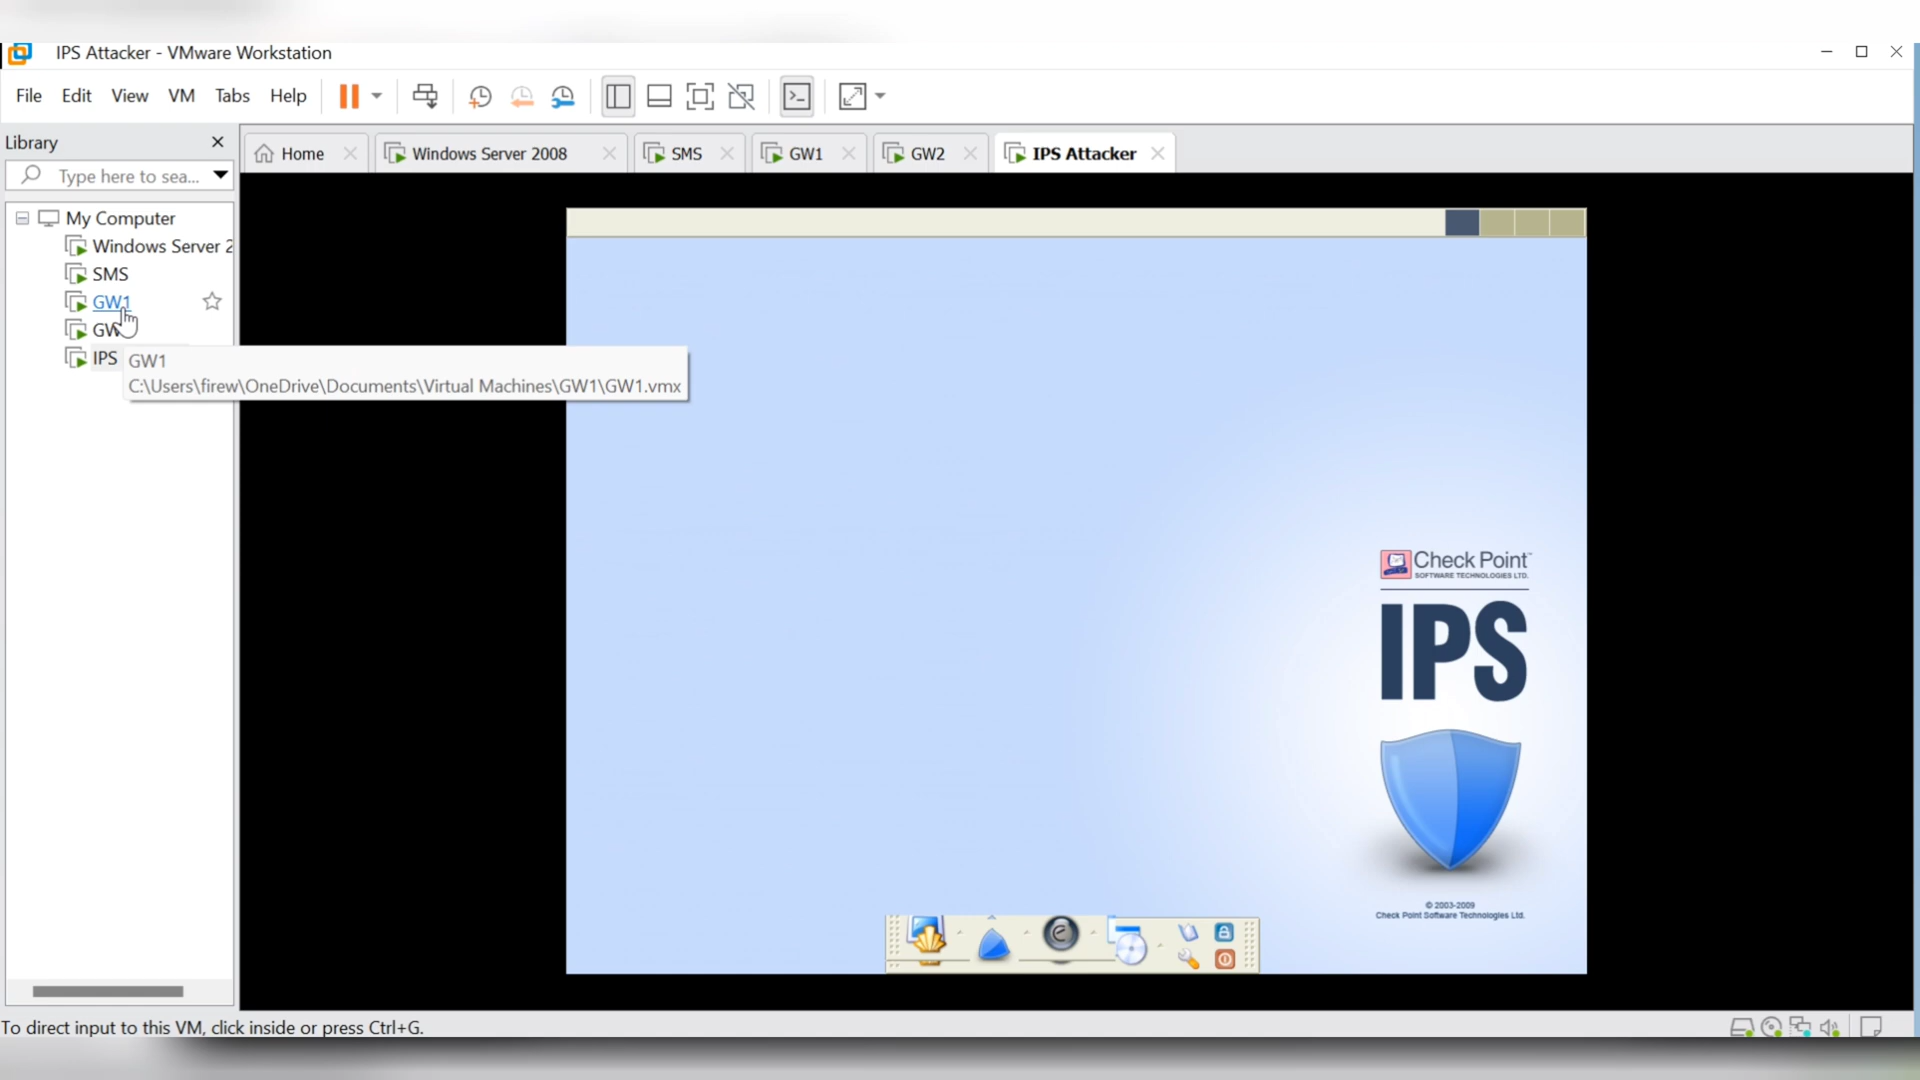 IPS Attacker - VMware Workstation
File Edit View VM Tabs Help
Library
Type here to sea...
Home
Windows Server 2008
SMS
GW1
GW2
IPS Attacker
My Computer
Windows Server 2
SMS
GW1
GW
IPS
GW1
C:\Users\firew\OneDrive\Documents\Virtual Machines\GW1\GW1.vmx
Check Point™
SOFTWARE TECHNOLOGIES LTD.
IPS
© 2003-2009
Check Point Software Technologies Ltd.
To direct input to this VM, click inside or press Ctrl+G.